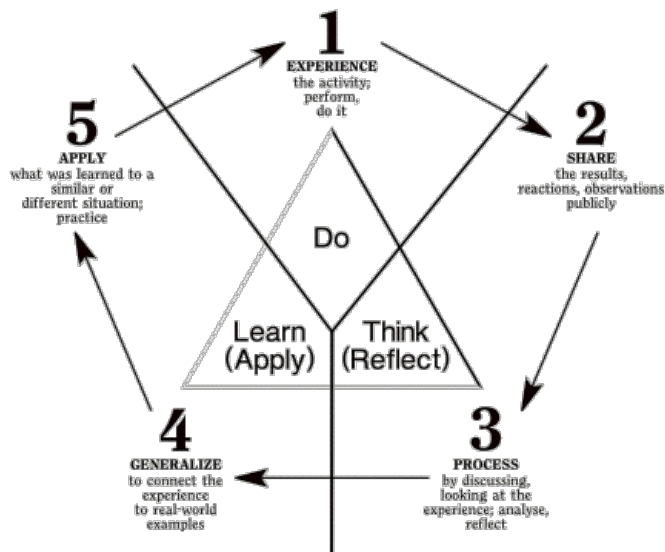 1
EXPERIENCE
the activity;
perform,
do it
2
SHARE
the results,
reactions, observations
publicly
3
PROCESS
by discussing,
looking at the
experience; analyse,
reflect
4
GENERALIZE
to connect the
experience
to real-world
examples
5
APPLY
what was learned to a
similar or
different situation;
practice
Do
Learn
(Apply)
Think
(Reflect)